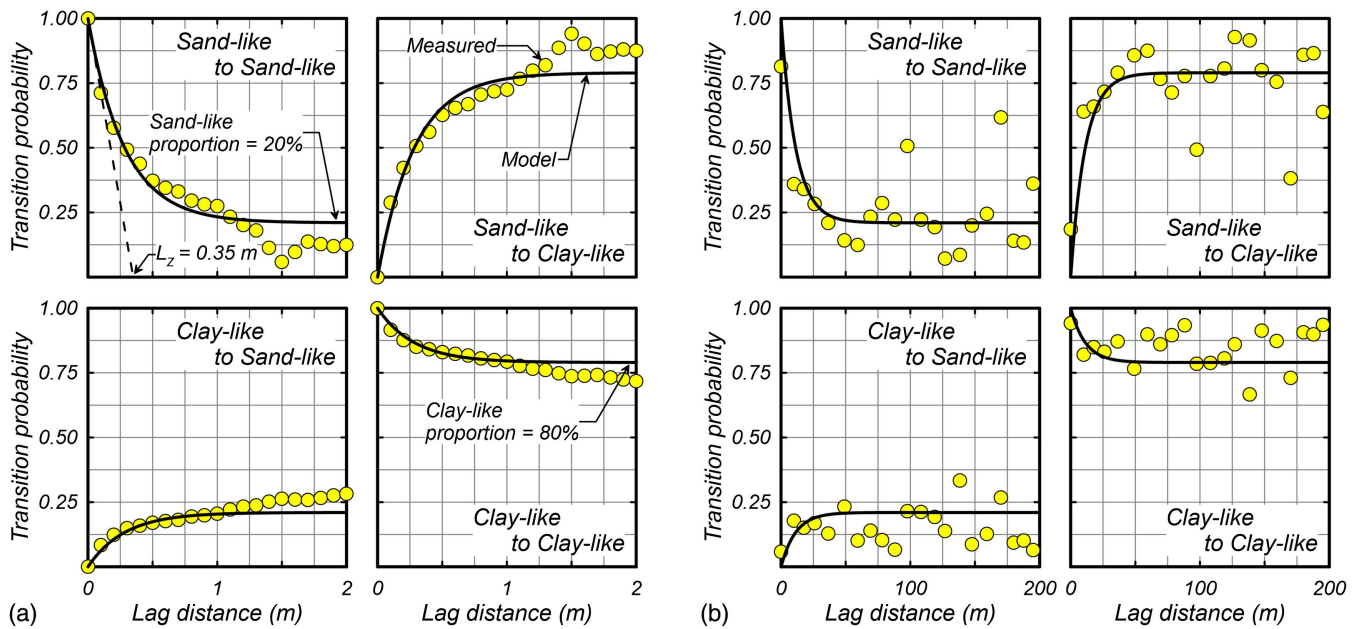 1.00
0.75
0.50
0.25
Transition probability
Sand-like
to Sand-like
Sand-like
proportion = 20%
LZ = 0.35 m
Measured
Model
Sand-like
to Clay-like
1.00
0.75
0.50
0.25
Transition probability
Clay-like
to Sand-like
0 1 2
Lag distance (m)
Clay-like
proportion = 80%
Clay-like
to Clay-like
0 1 2
Lag distance (m)
(a)
1.00
0.75
0.50
0.25
Transition probability
Sand-like
to Sand-like
Sand-like
to Clay-like
1.00
0.75
0.50
0.25
Transition probability
Clay-like
to Sand-like
0 100 200
Lag distance (m)
Clay-like
to Clay-like
0 100 200
Lag distance (m)
(b)